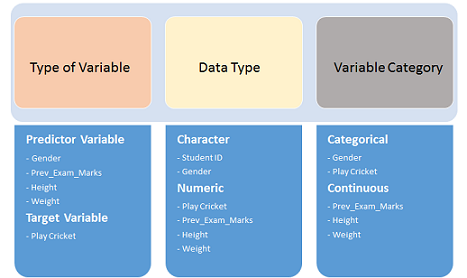 Type of Variable
Data Type
Variable Category
Predictor Variable
- Gender
- Prev_Exam_Marks
- Height
- Weight
Target Variable
- Play Cricket
Character
- Student ID
- Gender
Numeric
- Play Cricket
- Prev_Exam_Marks
- Height
- Weight
Categorical
- Gender
- Play Cricket
Continuous
- Prev_Exam_Marks
- Height
- Weight